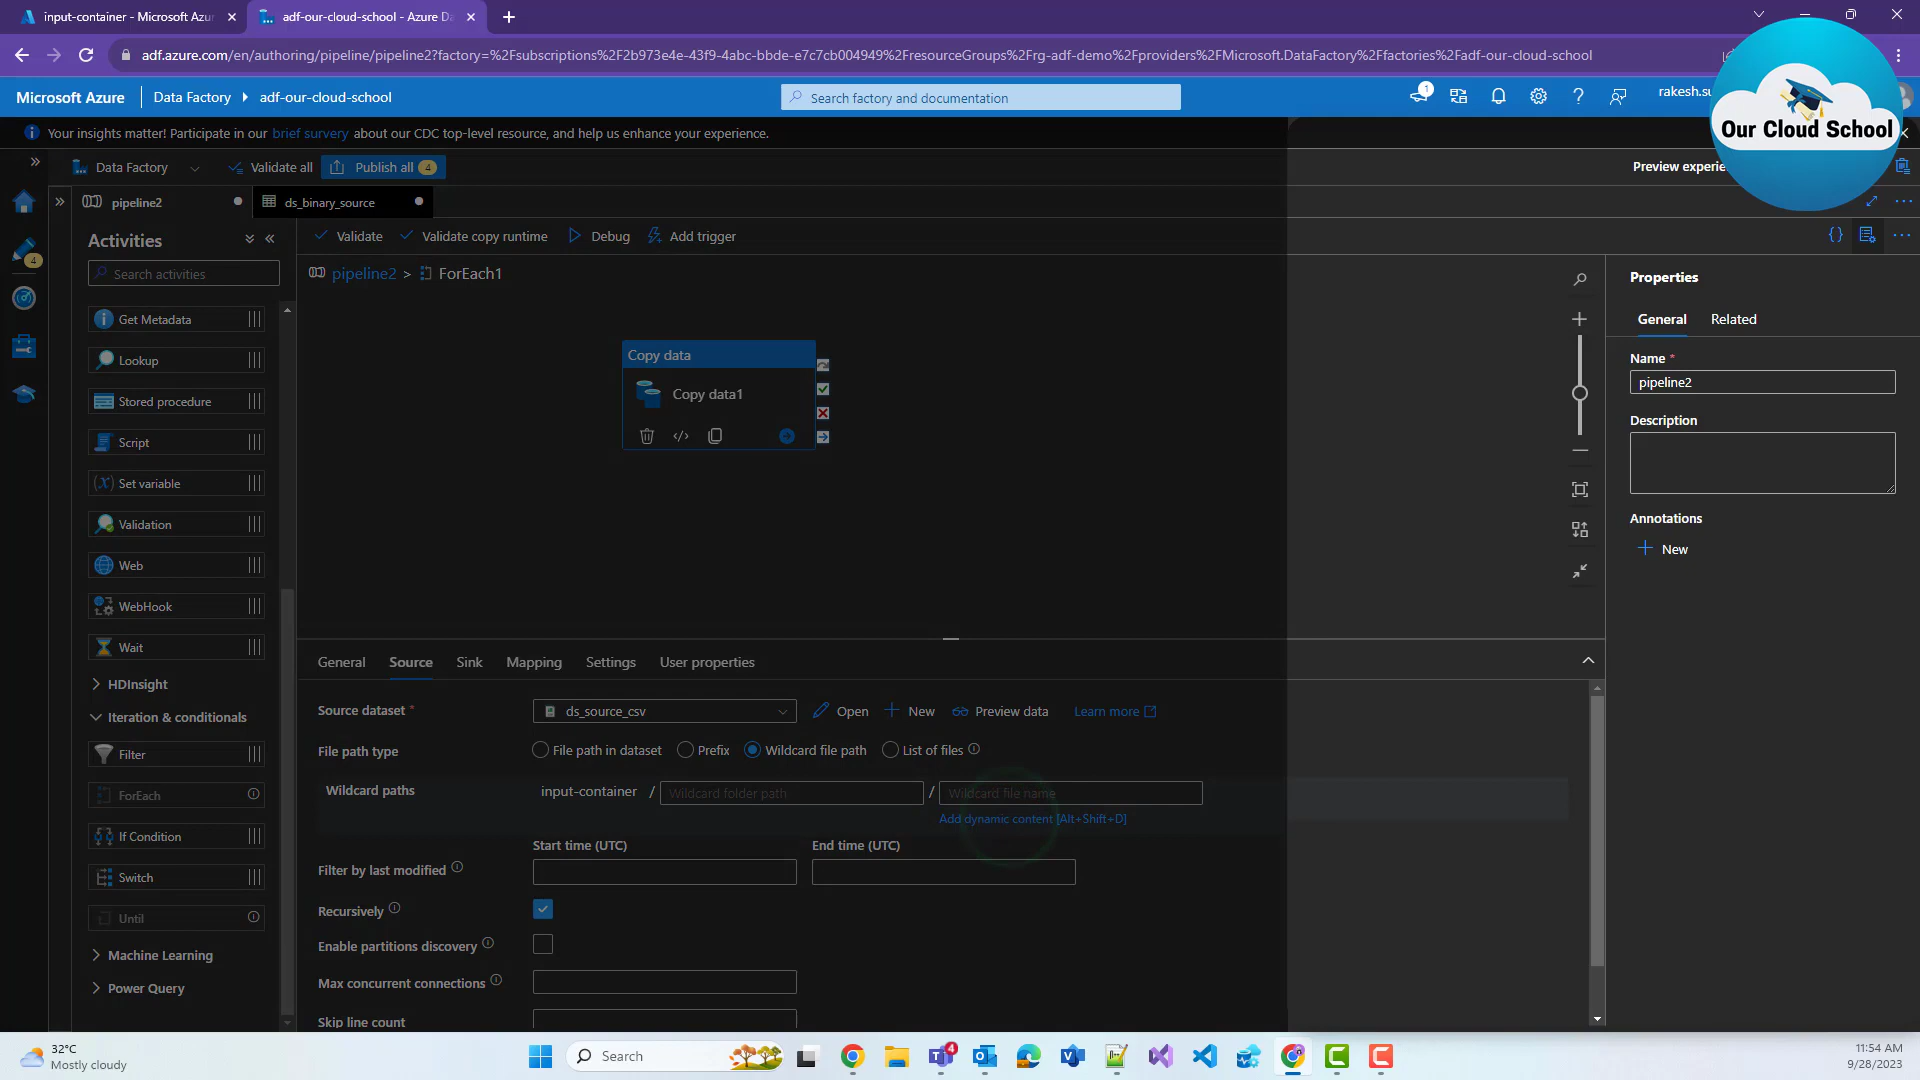 input-container - Microsoft Azu
adf-our-cloud-school - Azure Da
adf.azure.com/en/authoring/pipeline/pipeline2?factory=%2Fsubscriptions%2F2b973e4e-43f9-4abc-bbde-e7c7cb004949%2FresourceGroups%2Frg-adf-demo%2Fproviders%2FMicrosoft.DataFactory%2Ffactories%2Fadf-our-cloud-school
Microsoft Azure
Data Factory
adf-our-cloud-school
Search factory and documentation
1
rakesh.su
Our Cloud School
Your insights matter! Participate in our brief survey about our CDC top-level resource, and help us enhance your experience.
Data Factory
Validate all
Publish all
4
Preview experie
pipeline2
ds_binary_source
Activities
Search activities
Validate
Validate copy runtime
Debug
Add trigger
4
pipeline2 > ForEach1
Get Metadata
Lookup
Stored procedure
Script
Set variable
Validation
Web
WebHook
Wait
HDInsight
Iteration & conditionals
Filter
ForEach
If Condition
Switch
Until
Machine Learning
Power Query
Copy data
Copy data1
Properties
General
Related
Name *
pipeline2
Description
Annotations
New
General
Source
Sink
Mapping
Settings
User properties
Source dataset *
ds_source_csv
Open
New
Preview data
Learn more
File path type
File path in dataset
Prefix
Wildcard file path
List of files
Wildcard paths
input-container
/
Wildcard folder path
/
Wildcard file name
Add dynamic content [Alt+Shift+D]
Start time (UTC)
End time (UTC)
Filter by last modified
Recursively
Enable partitions discovery
Max concurrent connections
Skip line count
32°C
Mostly cloudy
Search
4
11:54 AM
9/28/2023